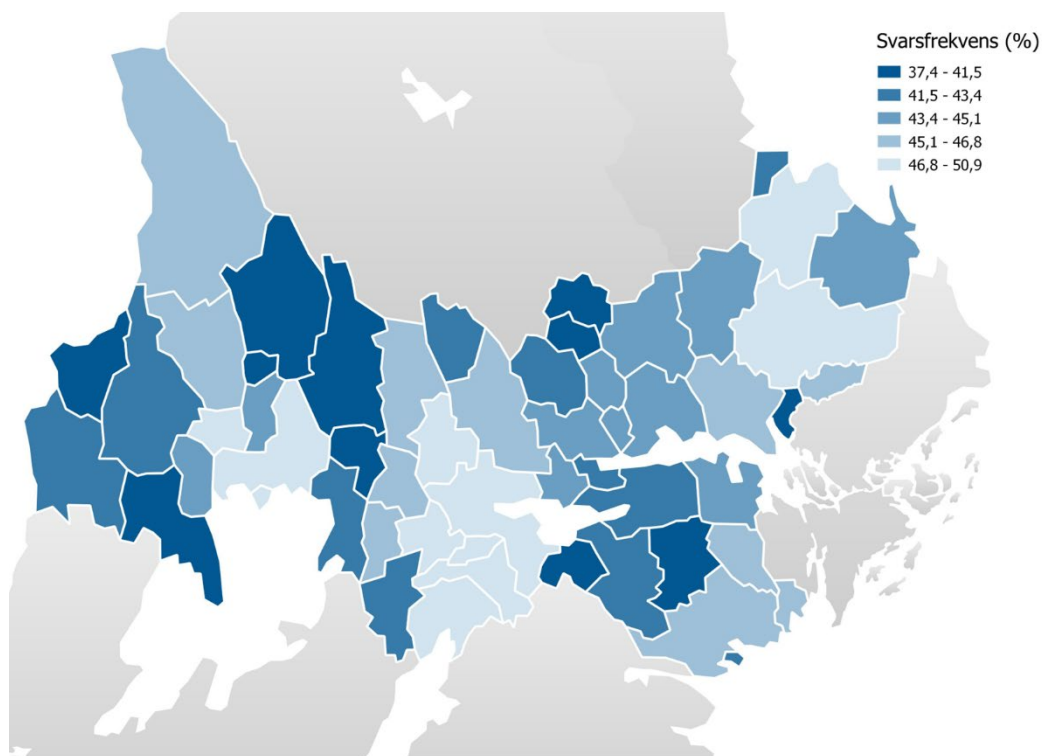 Svarsfrekvens (%)
37,4 - 41,5
41,5 - 43,4
43,4 - 45,1
45,1 - 46,8
46,8 - 50,9